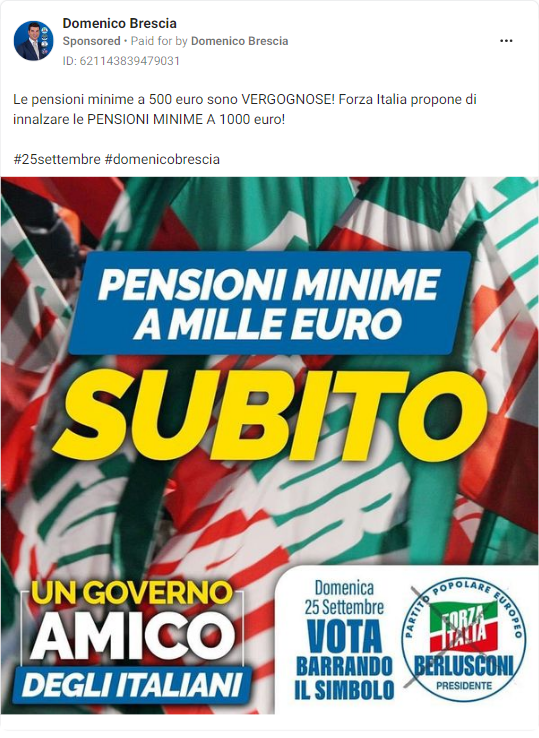 Domenico Brescia
Sponsored • Paid for by Domenico Brescia
ID: 621143839479031
Le pensioni minime a 500 euro sono VERGOGNOSE! Forza Italia propone di
innalzare le PENSIONI MINIME A 1000 euro!
#25settembre #domenicobrescia
PENSIONI MINIME
A MILLE EURO
SUBITO
UN GOVERNO
AMICO
DEGLI ITALIANI
Domenica
25 Settembre
VOTA
BARRANDO
IL SIMBOLO
PARTITO POPOLARE EUROPEO
FORZA
ITALIA
BERLUSCONI
PRESIDENTE